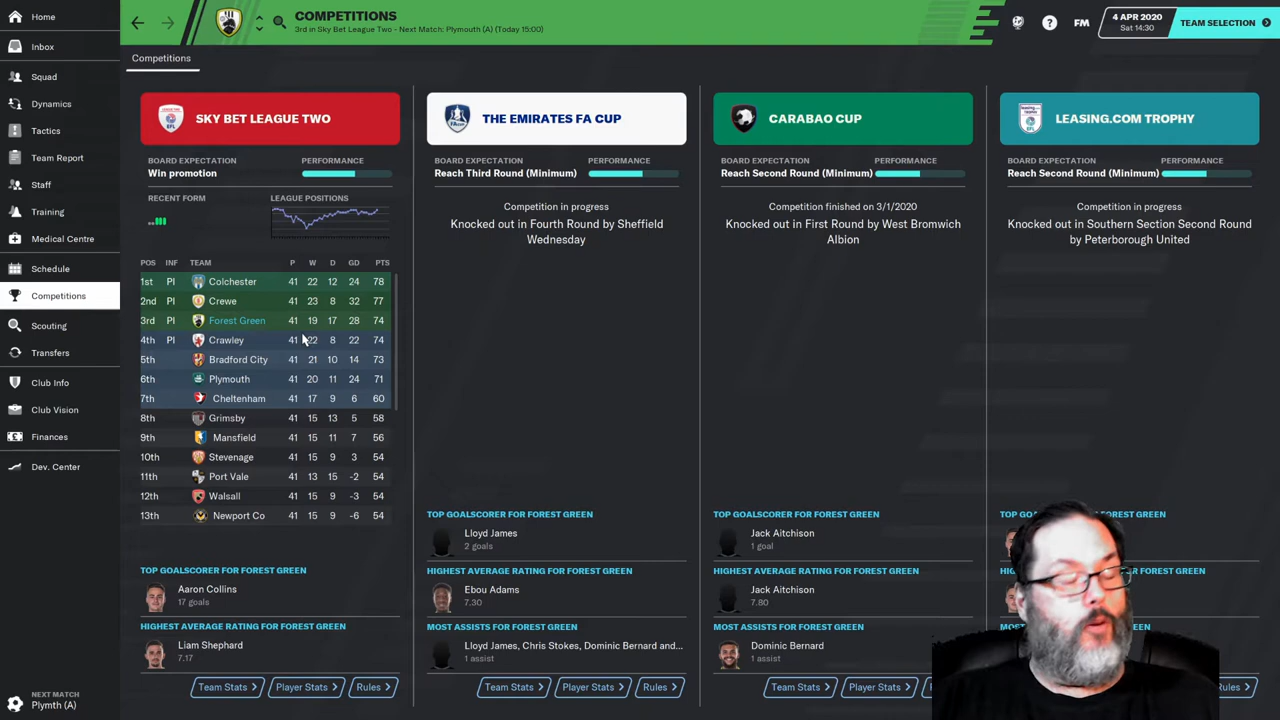 Home
Inbox
Squad
Dynamics
Tactics
Team Report
Staff
Training
Medical Centre
Schedule
Competitions
Scouting
Transfers
Club Info
Club Vision
Finances
Dev. Center
NEXT MATCH
Plymth (A)
COMPETITIONS
3rd in Sky Bet League Two - Next Match: Plymouth (A) (Today 15:00)
FM
4 APR 2020
Sat 14:30
TEAM SELECTION
Competitions
SKY BET LEAGUE TWO
BOARD EXPECTATION PERFORMANCE
Win promotion
RECENT FORM LEAGUE POSITIONS
POS INF TEAM P W D GD PTS
1st PI Colchester 41 22 12 24 78
2nd PI Crewe 41 23 8 32 77
3rd PI Forest Green 41 19 17 28 74
4th PI Crawley 41 22 8 22 74
5th Bradford City 41 21 10 14 73
6th Plymouth 41 20 11 24 71
7th Cheltenham 41 17 9 6 60
8th Grimsby 41 15 13 5 58
9th Mansfield 41 15 11 7 56
10th Stevenage 41 15 9 3 54
11th Port Vale 41 13 15 -2 54
12th Walsall 41 15 9 -3 54
13th Newport Co 41 15 9 -6 54
TOP GOALSCORER FOR FOREST GREEN
Aaron Collins
17 goals
HIGHEST AVERAGE RATING FOR FOREST GREEN
Liam Shephard
7.17
Team Stats Player Stats Rules
THE EMIRATES FA CUP
BOARD EXPECTATION PERFORMANCE
Reach Third Round (Minimum)
Competition in progress
Knocked out in Fourth Round by Sheffield
Wednesday
TOP GOALSCORER FOR FOREST GREEN
Lloyd James
2 goals
HIGHEST AVERAGE RATING FOR FOREST GREEN
Ebou Adams
7.30
MOST ASSISTS FOR FOREST GREEN
Lloyd James, Chris Stokes, Dominic Bernard and...
1 assist
Team Stats Player Stats Rules
CARABAO CUP
BOARD EXPECTATION PERFORMANCE
Reach Second Round (Minimum)
Competition finished on 3/1/2020
Knocked out in First Round by West Bromwich
Albion
TOP GOALSCORER FOR FOREST GREEN
Jack Aitchison
1 goal
HIGHEST AVERAGE RATING FOR FOREST GREEN
Jack Aitchison
7.80
MOST ASSISTS FOR FOREST GREEN
Dominic Bernard
1 assist
Team Stats Player Stats
LEASING.COM TROPHY
BOARD EXPECTATION PERFORMANCE
Reach Second Round (Minimum)
Competition in progress
Knocked out in Southern Section Second Round
by Peterborough United
FOREST GREEN
FOR FOREST GREEN
Rules